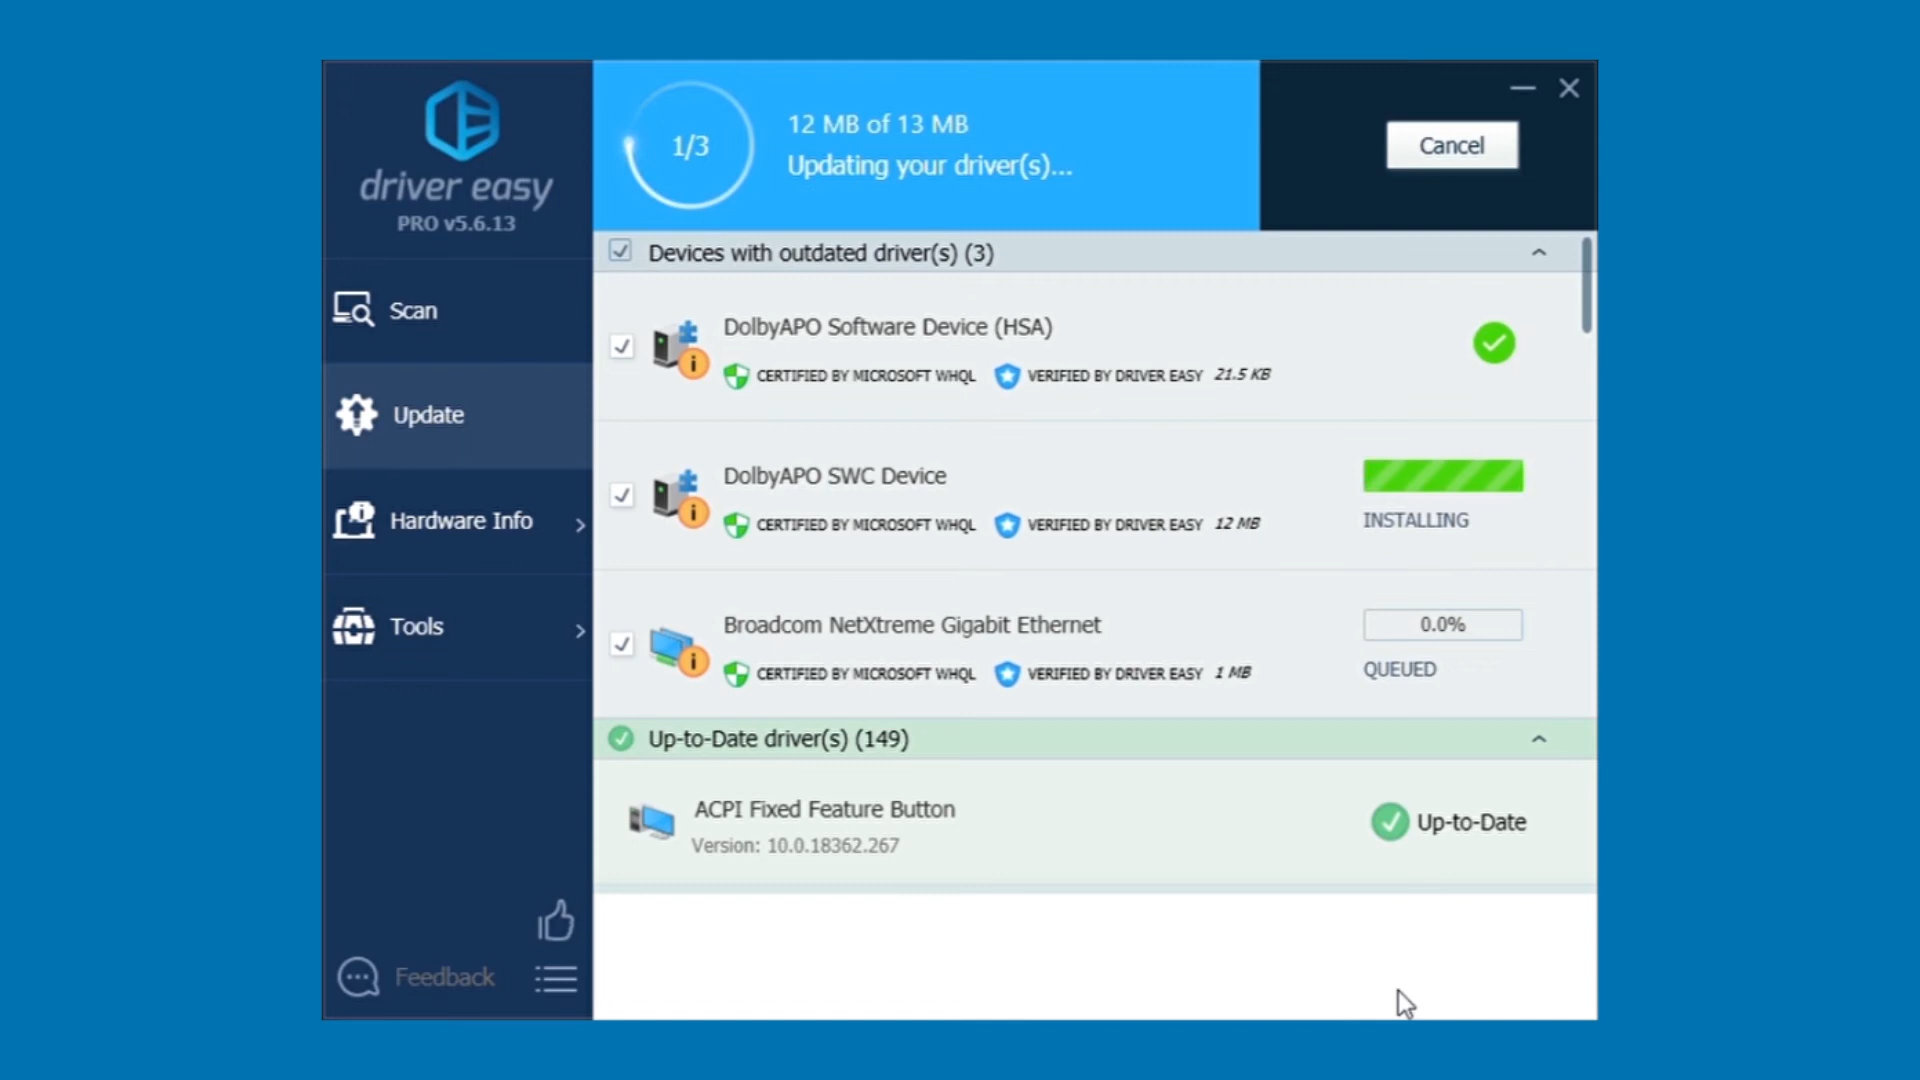 driver easy
PRO v5.6.13
Scan
Update
Hardware Info
Tools
Feedback
1/3
12 MB of 13 MB
Updating your driver(s)...
Cancel
Devices with outdated driver(s) (3)
DolbyAPO Software Device (HSA)
CERTIFIED BY MICROSOFT WHQL VERIFIED BY DRIVER EASY 21.5 KB
DolbyAPO SWC Device
CERTIFIED BY MICROSOFT WHQL VERIFIED BY DRIVER EASY 12 MB
INSTALLING
Broadcom NetXtreme Gigabit Ethernet
CERTIFIED BY MICROSOFT WHQL VERIFIED BY DRIVER EASY 1 MB
0.0%
QUEUED
Up-to-Date driver(s) (149)
ACPI Fixed Feature Button
Version: 10.0.18362.267
Up-to-Date